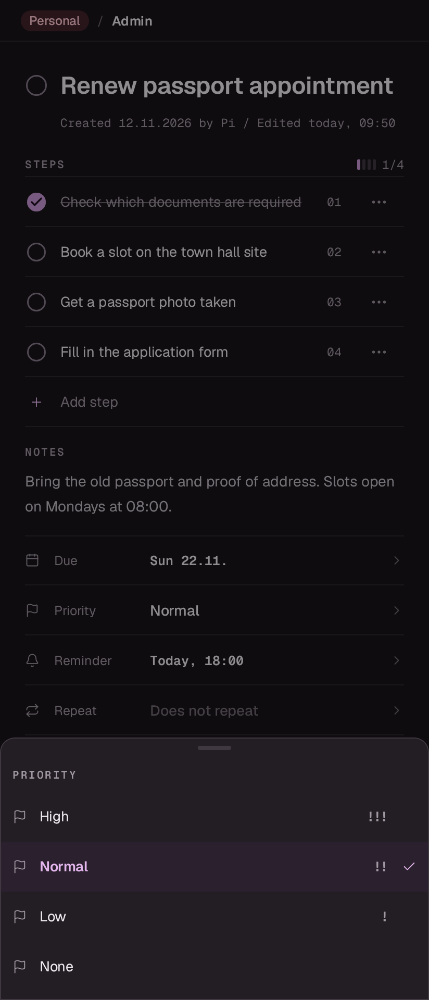 Personal / Admin
Renew passport appointment
Created 12.11.2026 by Pi / Edited today, 09:50
STEPS 1/4
Check which documents are required 01
Book a slot on the town hall site 02
Get a passport photo taken 03
Fill in the application form 04
+ Add step
NOTES
Bring the old passport and proof of address. Slots open
on Mondays at 08:00.
Due Sun 22.11.
Priority Normal
Reminder Today, 18:00
Repeat Does not repeat
PRIORITY
High !!!
Normal !!
Low !
None